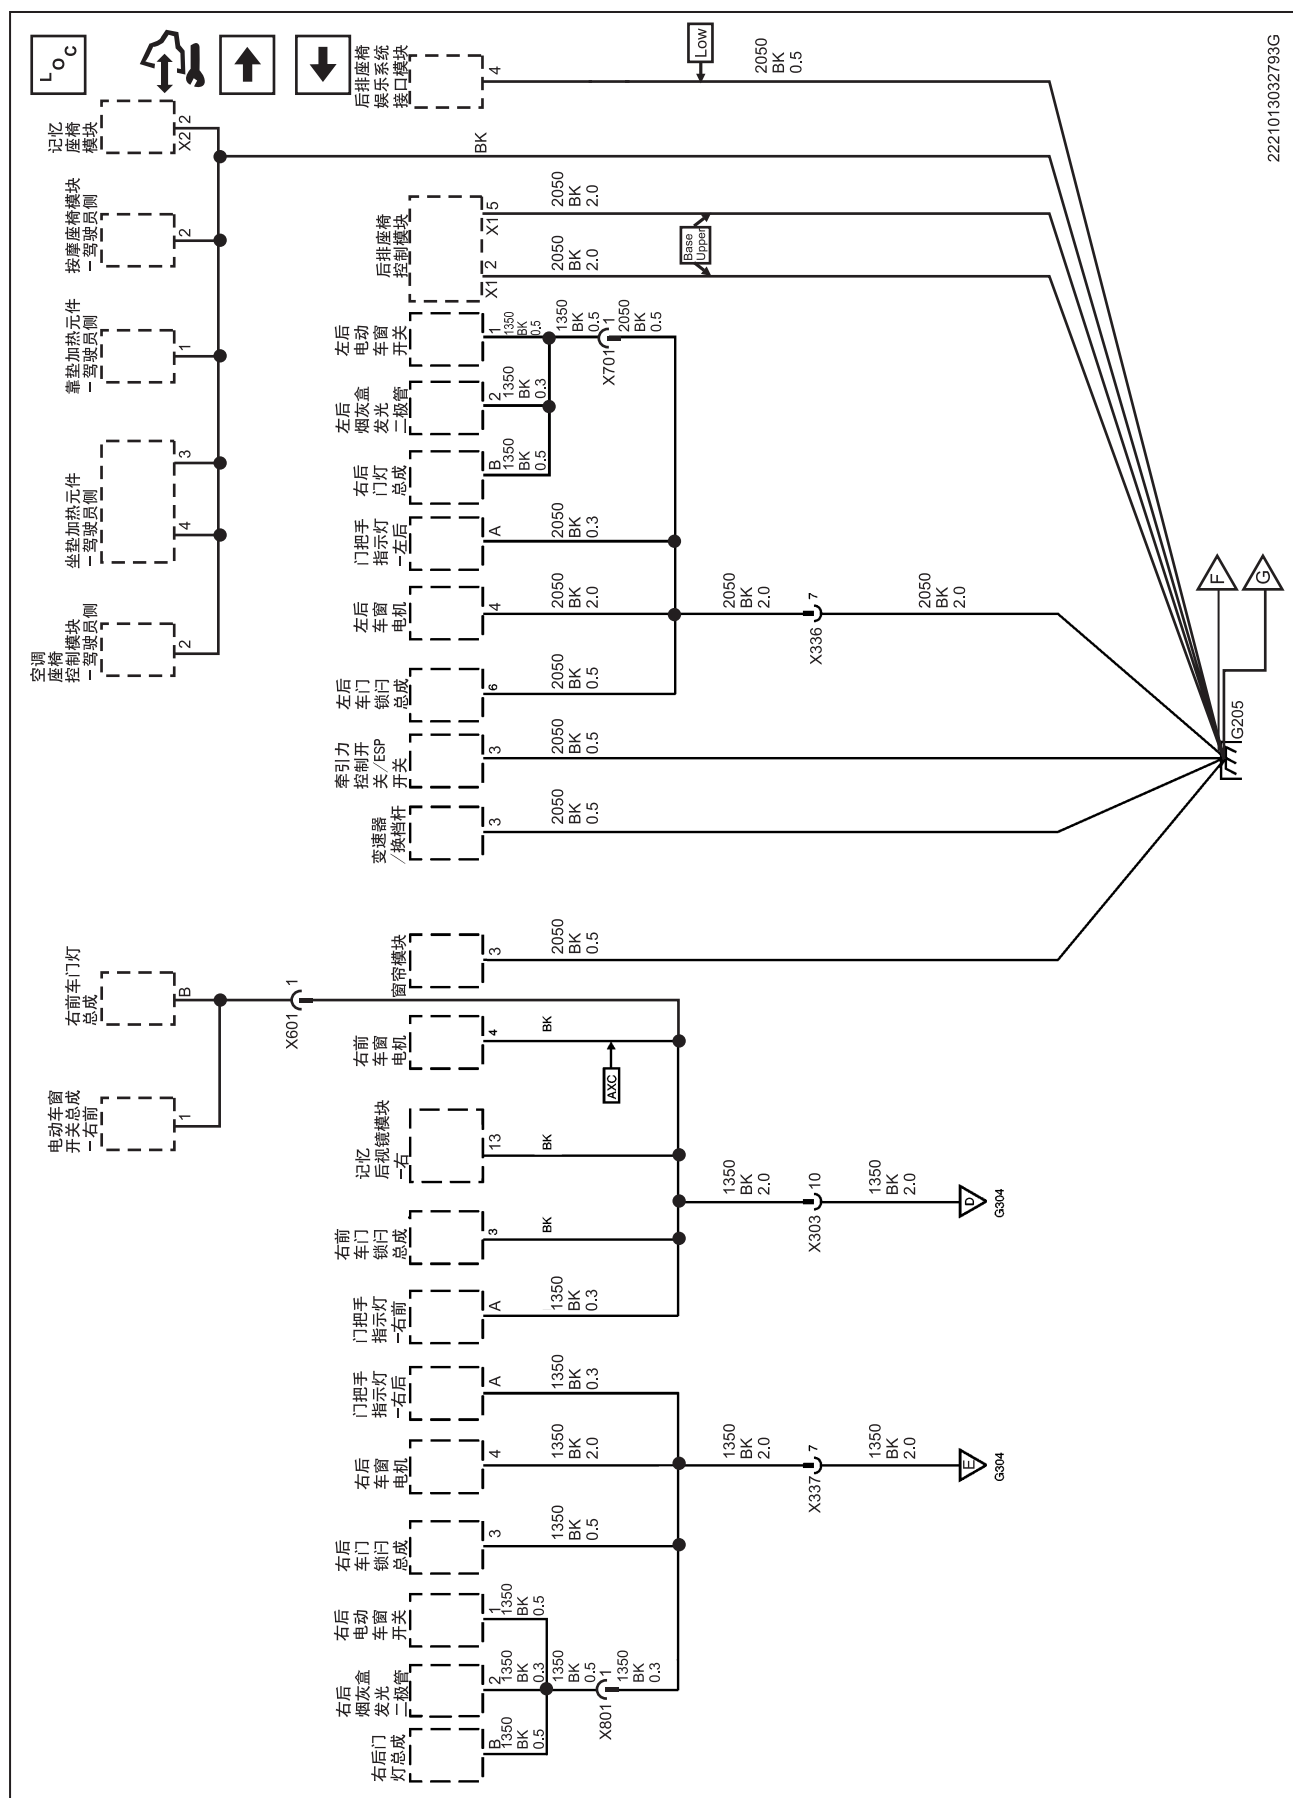 L O C
记忆
座椅
模块
X2 2
按摩座椅模块
–驾驶员侧
2
靠垫加热元件
–驾驶员侧
1
坐垫加热元件
–驾驶员侧
3
4
空调
座椅
控制模块
–驾驶员侧
2
右前车门灯
总成
B
电动车窗
开关总成
–右前
1
X601
1
后排座椅
娱乐系统
接口模块
4
Low
2050
BK
0.5
BK
后排座椅
控制模块
X1 5
2050
BK
2.0
X1 2
2050
BK
2.0
Base
Upper
左后
电动
车窗
开关
1
1350
BK
0.5
1350
BK
0.5
X701
1
2050
BK
0.5
左后
烟灰盒
发光
二极管
2
1350
BK
0.3
右后
门灯
总成
B
1350
BK
0.5
门把手
指示灯
–左后
A
2050
BK
0.3
左后
车窗
电机
4
2050
BK
2.0
2050
BK
2.0
X336
7
2050
BK
2.0
左后
车门
锁闩
总成
6
2050
BK
0.5
牵引力
控制开
关/ESP
开关
3
2050
BK
0.5
变速器
/换档杆
3
2050
BK
0.5
窗帘模块
3
2050
BK
0.5
F
G
G205
右前
车窗
电机
4
BK
AXC
记忆
后视镜模块
–右
13
BK
右前
车门
锁闩
总成
3
BK
门把手
指示灯
–右前
A
1350
BK
0.3
1350
BK
2.0
X303
10
1350
BK
2.0
D
G304
门把手
指示灯
–右后
A
1350
BK
0.3
右后
车窗
电机
4
1350
BK
2.0
1350
BK
2.0
X337
7
1350
BK
2.0
E
G304
右后
车门
锁闩
总成
3
1350
BK
0.5
右后
电动
车窗
开关
1
1350
BK
0.5
右后
烟灰盒
发光
二极管
2
1350
BK
0.3
1350
BK
0.5
X801
1
1350
BK
0.3
右后门
灯总成
B
1350
BK
0.5
2221013032793G